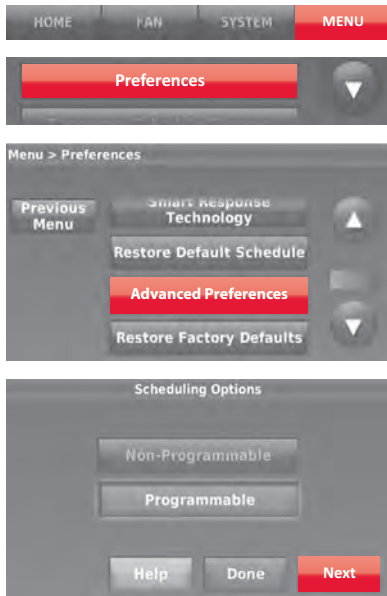 HOME FAN SYSTEM MENU
Preferences
Menu > Preferences
Previous
Menu
Smart Response
Technology
Restore Default Schedule
Advanced Preferences
Restore Factory Defaults
Scheduling Options
Non-Programmable
Programmable
Help Done Next